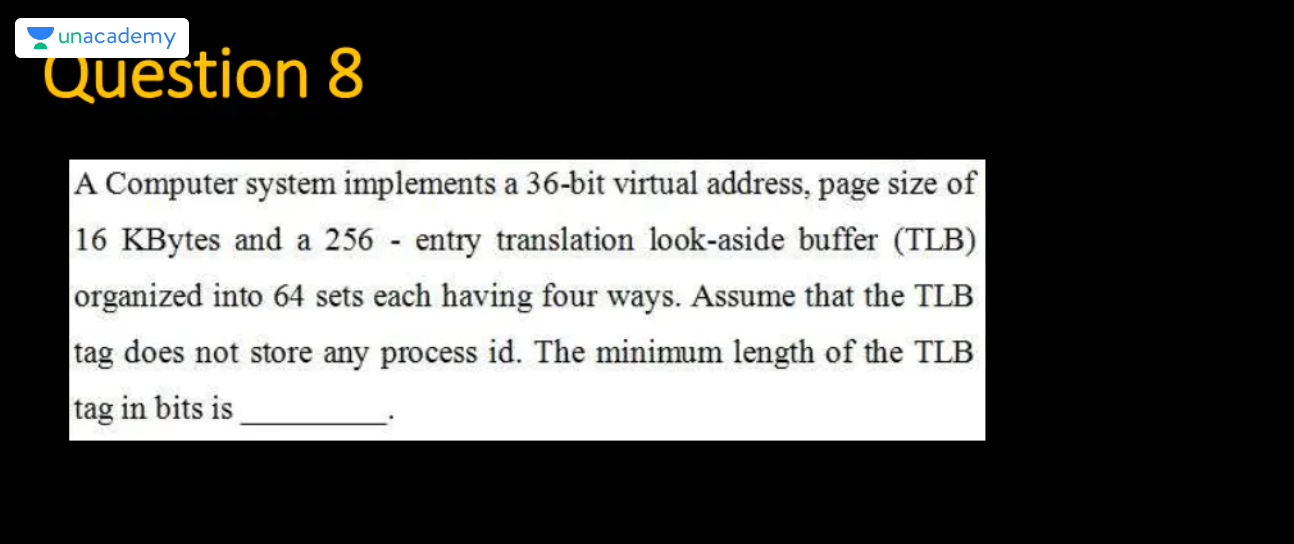 unacademy
Question 8
A Computer system implements a 36-bit virtual address, page size of
16 KBytes and a 256 - entry translation look-aside buffer (TLB)
organized into 64 sets each having four ways. Assume that the TLB
tag does not store any process id. The minimum length of the TLB
tag in bits is _________.